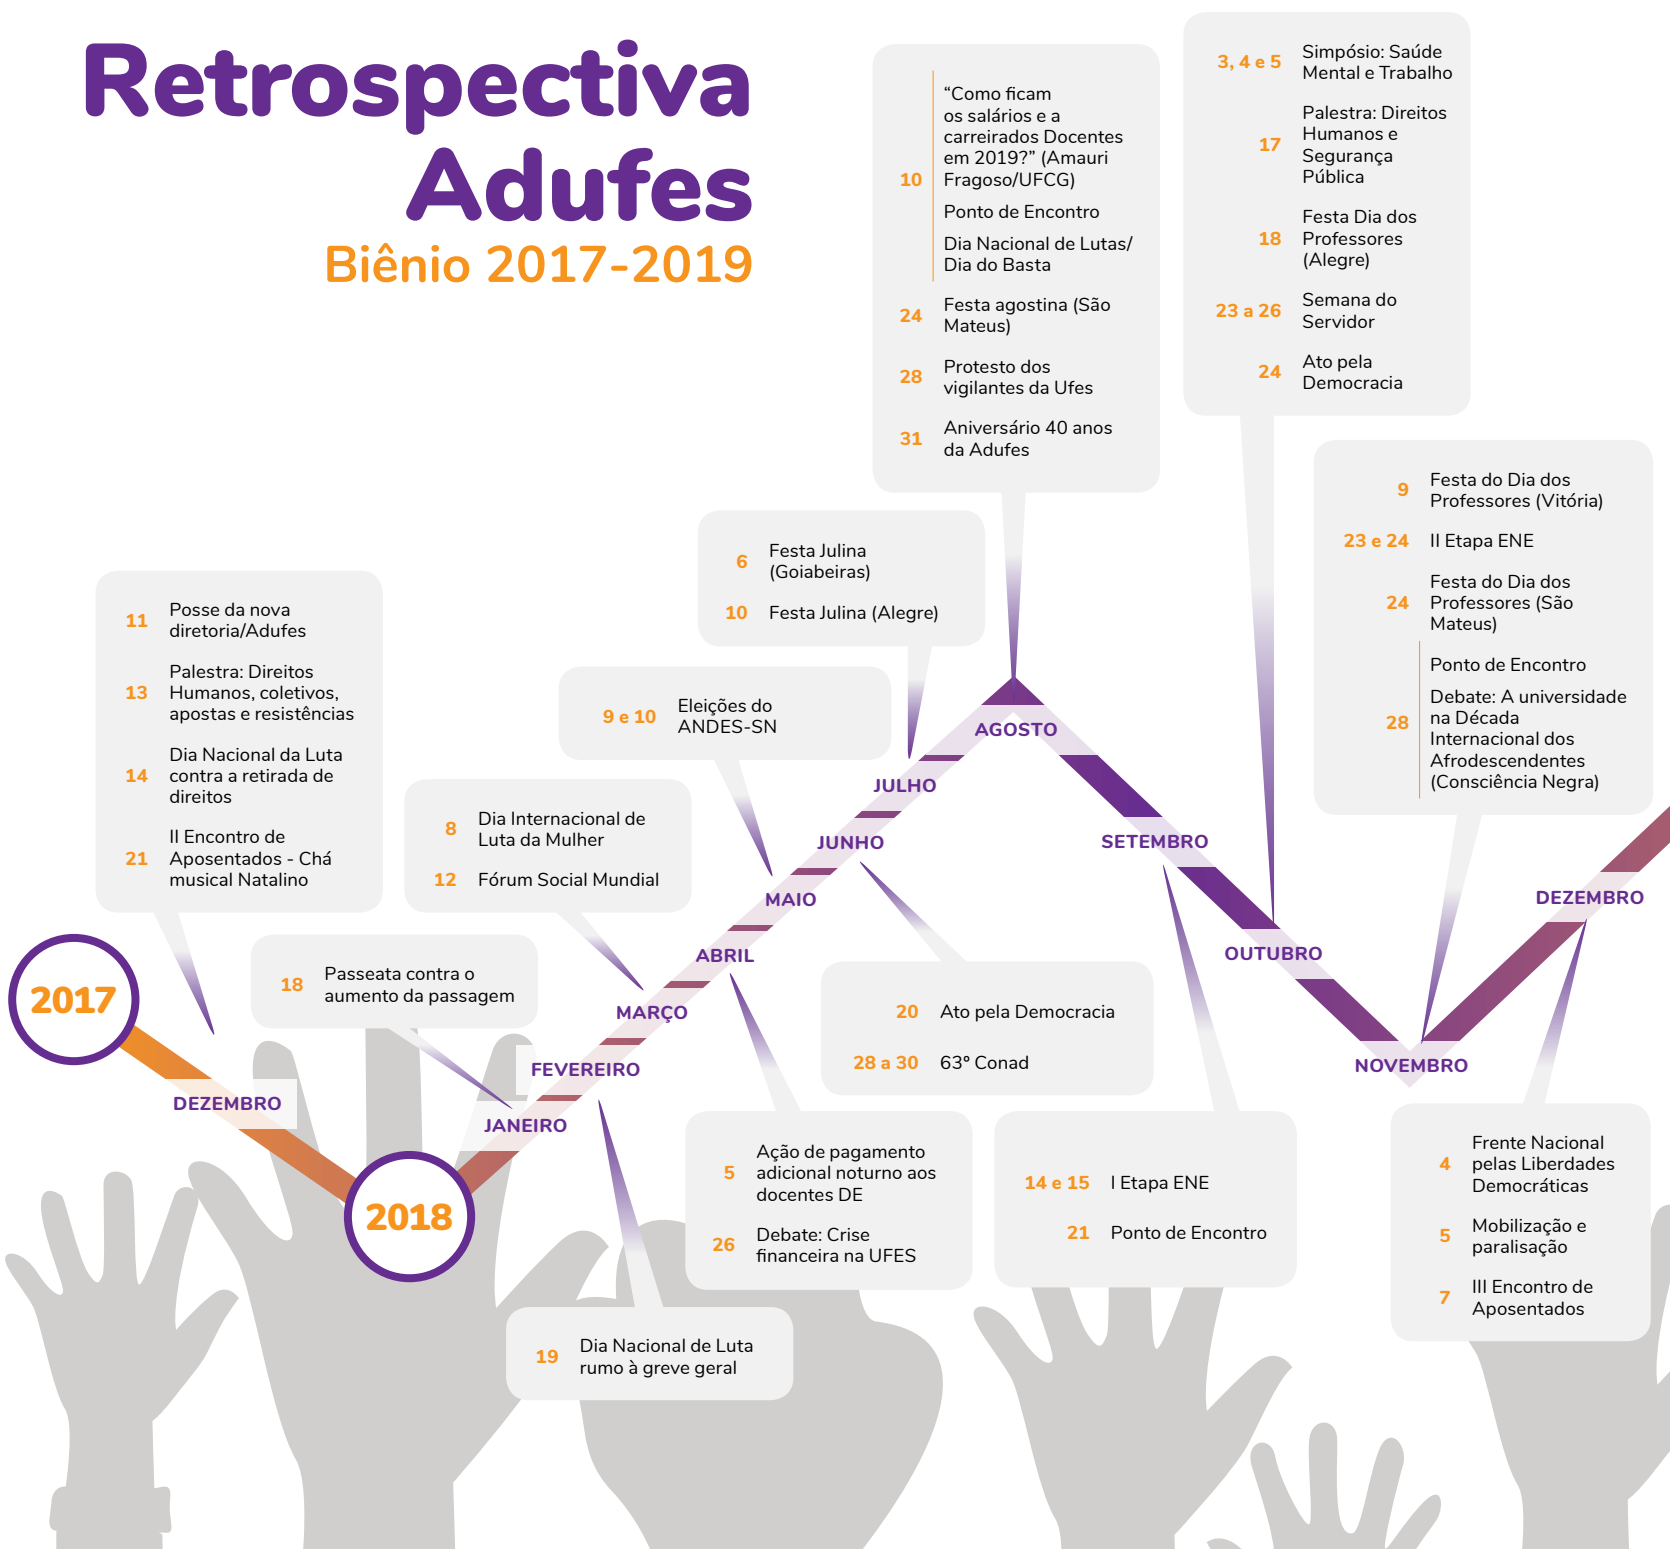 Retrospectiva
Adufes
Biênio 2017-2019
2017
DEZEMBRO
11
Posse da nova
diretoria/Adufes
13
Palestra: Direitos
Humanos, coletivos,
apostas e resistências
14
Dia Nacional da Luta
contra a retirada de
direitos
21
II Encontro de
Aposentados - Chá
musical Natalino
2018
JANEIRO
18
Passeata contra o
aumento da passagem
FEVEREIRO
19
Dia Nacional de Luta
rumo à greve geral
MARÇO
8
Dia Internacional de
Luta da Mulher
12
Fórum Social Mundial
ABRIL
5
Ação de pagamento
adicional noturno aos
docentes DE
26
Debate: Crise
financeira na UFES
MAIO
9 e 10
Eleições do
ANDES-SN
JUNHO
20
Ato pela Democracia
28 a 30
63º Conad
JULHO
6
Festa Julina
(Goiabeiras)
10
Festa Julina (Alegre)
AGOSTO
10
“Como ficam
os salários e a
carreirados Docentes
em 2019?” (Amauri
Fragoso/UFCG)
Ponto de Encontro
Dia Nacional de Lutas/
Dia do Basta
24
Festa agostina (São
Mateus)
28
Protesto dos
vigilantes da Ufes
31
Aniversário 40 anos
da Adufes
SETEMBRO
14 e 15
I Etapa ENE
21
Ponto de Encontro
OUTUBRO
3, 4 e 5
Simpósio: Saúde
Mental e Trabalho
17
Palestra: Direitos
Humanos e
Segurança
Pública
18
Festa Dia dos
Professores
(Alegre)
23 a 26
Semana do
Servidor
24
Ato pela
Democracia
NOVEMBRO
9
Festa do Dia dos
Professores (Vitória)
23 e 24
II Etapa ENE
24
Festa do Dia dos
Professores (São
Mateus)
28
Ponto de Encontro
Debate: A universidade
na Década
Internacional dos
Afrodescendentes
(Consciência Negra)
DEZEMBRO
4
Frente Nacional
pelas Liberdades
Democráticas
5
Mobilização e
paralisação
7
III Encontro de
Aposentados